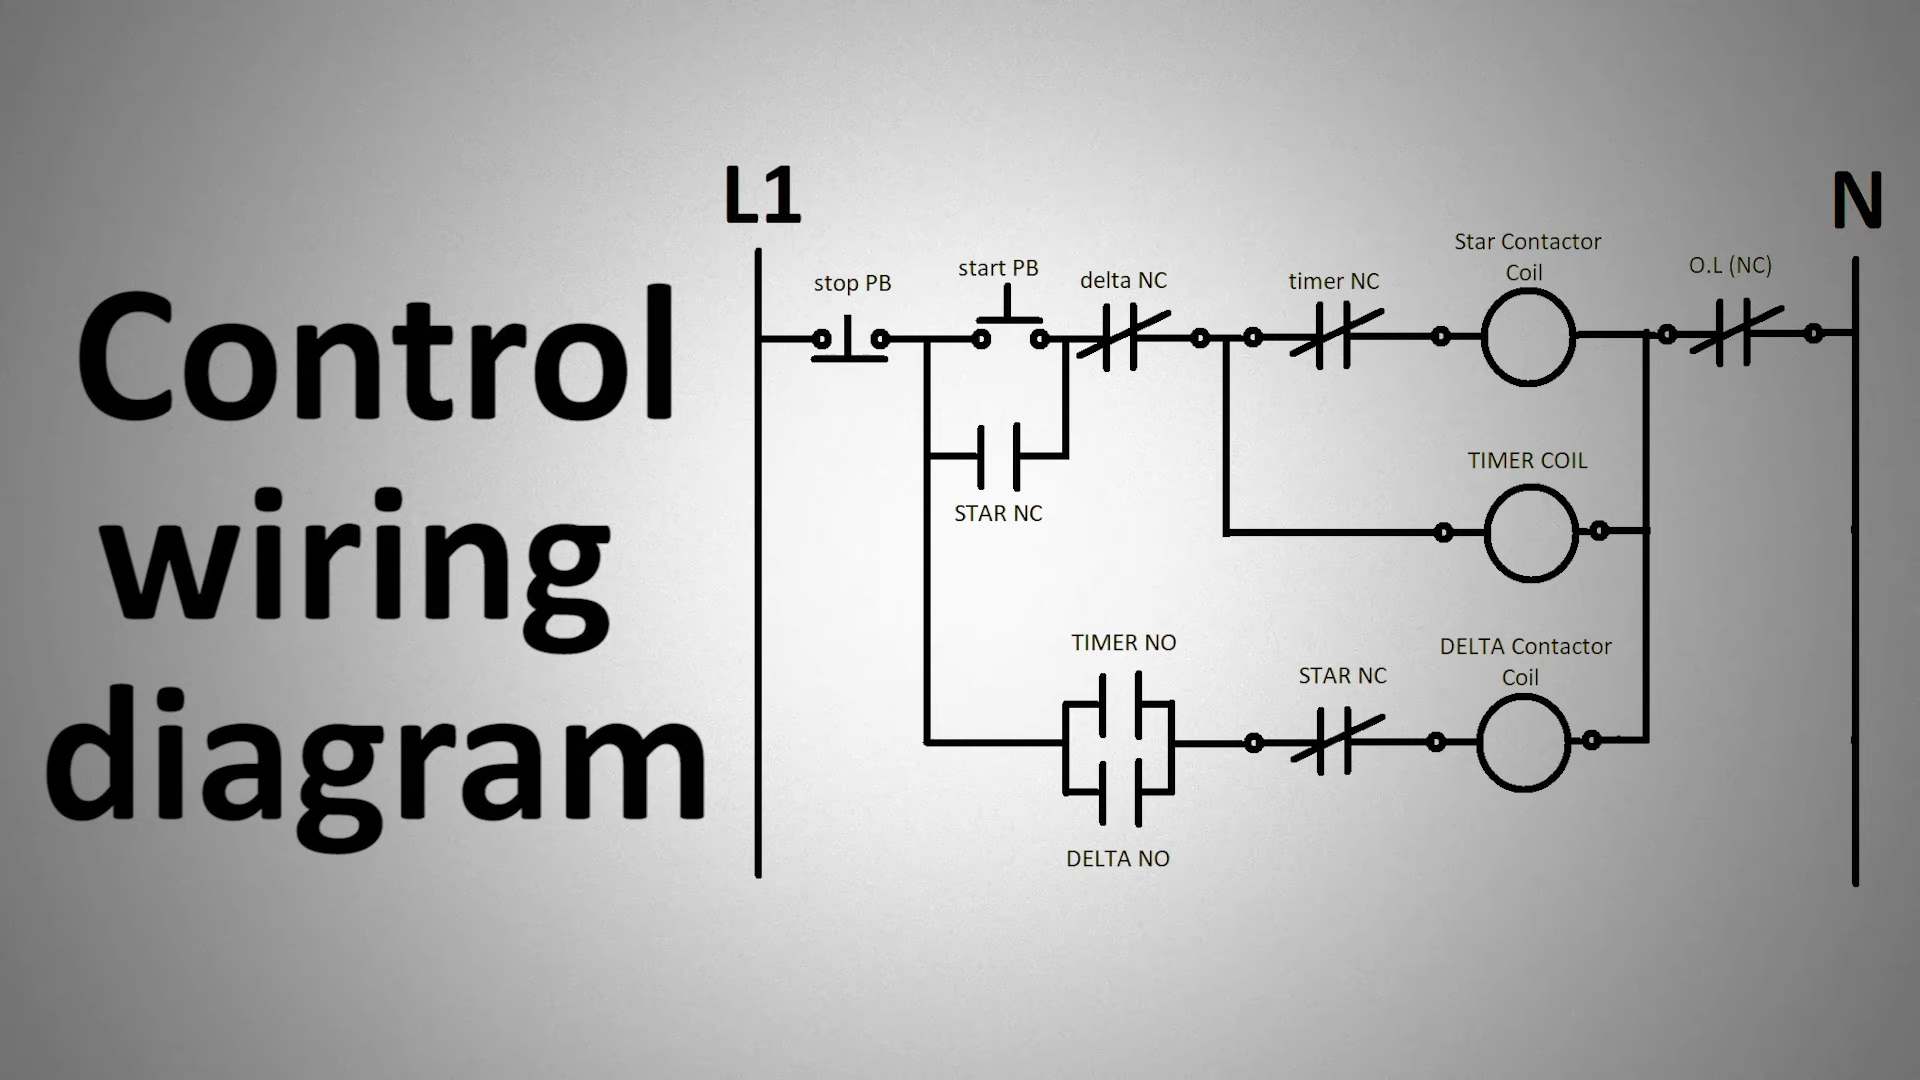 Control
wiring
diagram
L1
N
stop PB
start PB
delta NC
timer NC
Star Contactor
Coil
O.L (NC)
STAR NC
TIMER COIL
TIMER NO
STAR NC
DELTA Contactor
Coil
DELTA NO